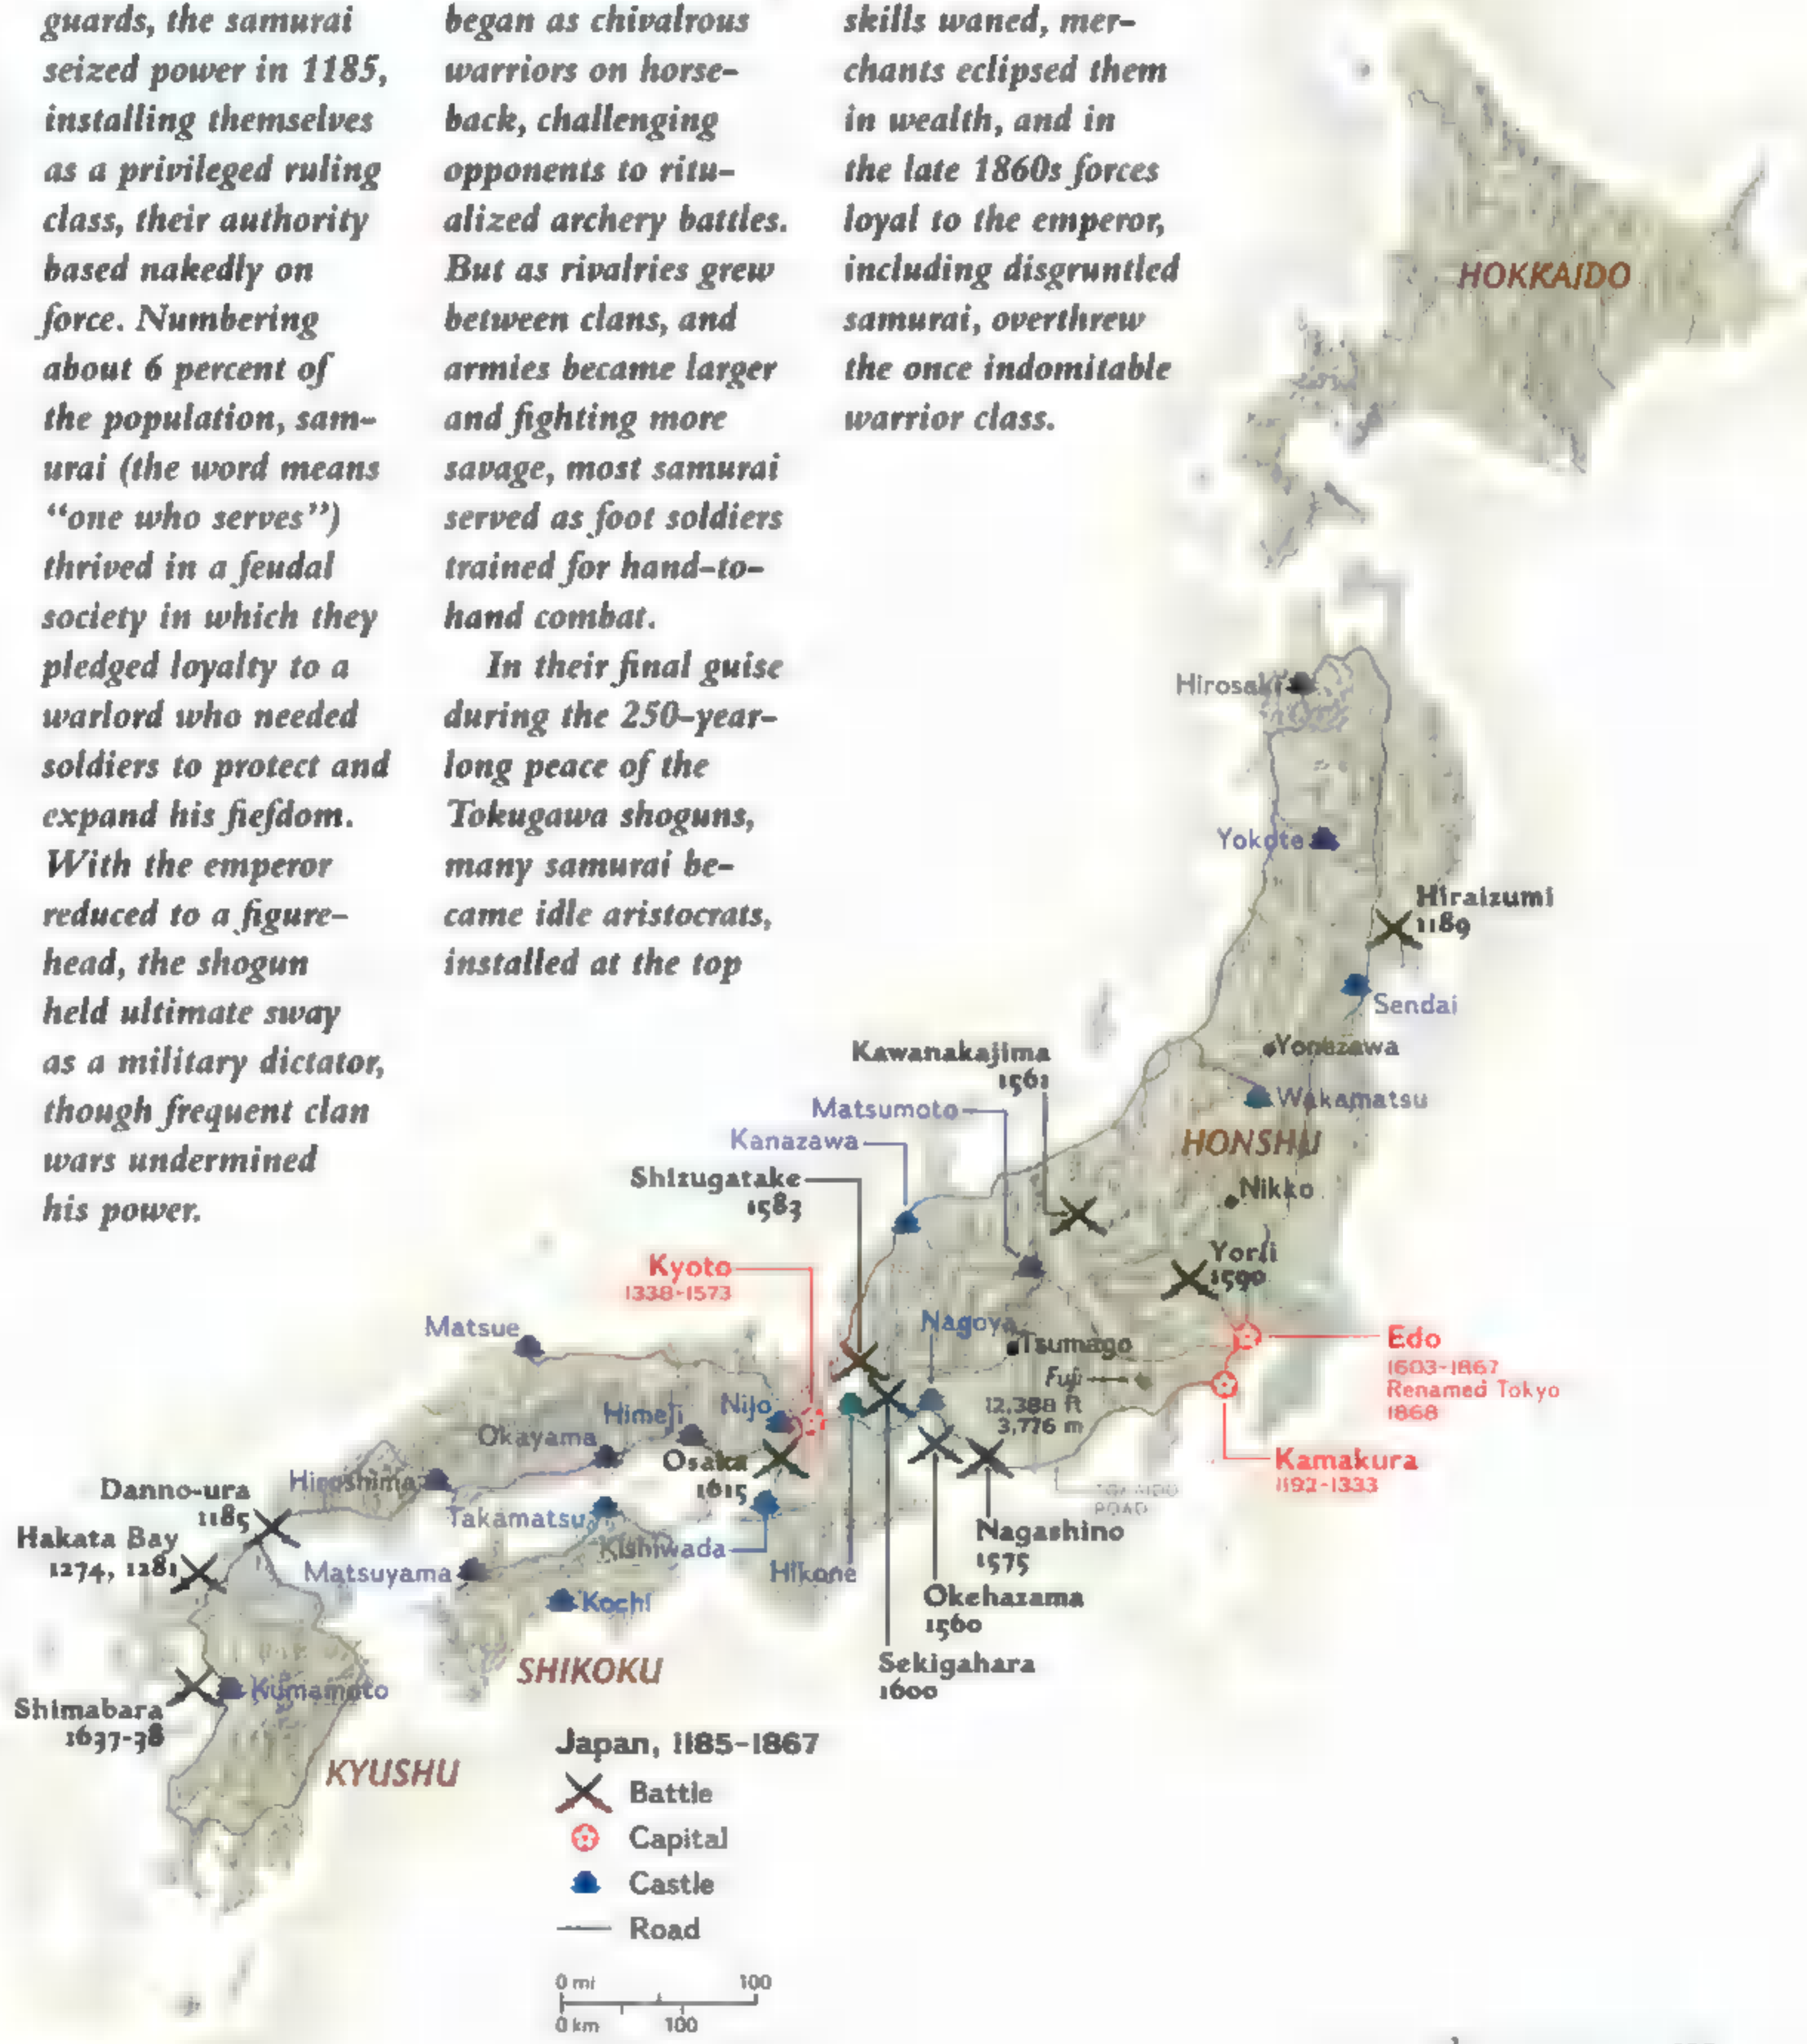 guards, the samurai
seized power in 1185,
installing themselves
as a privileged ruling
class, their authority
based nakedly on
force. Numbering
about 6 percent of
the population, sam-
urai (the word means
“one who serves”)
thrived in a feudal
society in which they
pledged loyalty to a
warlord who needed
soldiers to protect and
expand his fiefdom.
With the emperor
reduced to a figure-
head, the shogun
held ultimate sway
as a military dictator,
though frequent clan
wars undermined
his power.
began as chivalrous
warriors on horse-
back, challenging
opponents to ritu-
alized archery battles.
But as rivalries grew
between clans, and
armies became larger
and fighting more
savage, most samurai
served as foot soldiers
trained for hand-to-
hand combat.
In their final guise
during the 250-year-
long peace of the
Tokugawa shoguns,
many samurai be-
came idle aristocrats,
installed at the top
skills waned, mer-
chants eclipsed them
in wealth, and in
the late 1860s forces
loyal to the emperor,
including disgruntled
samurai, overthrew
the once indomitable
warrior class.
HOKKAIDO
Hirosaki
Yokote
Hiraizumi
1189
Sendai
Yonezawa
Kawanakajima
1561
Wakamatsu
Matsumoto
Kanazawa
HONSHU
Shizugatake
1583
Nikko
Yorii
1590
Kyoto
1338-1573
Matsue
Nagoya
Tsumago
Edo
1603-1867
Renamed Tokyo
1868
Fuji
12,388 ft
3,776 m
Nijo
Himeji
Okayama
Osaka
1615
Kamakura
1192-1333
Hiroshima
Danno-ura
1185
TOKAIDO
ROAD
Takamatsu
Hakata Bay
1274, 1281
Kishiwada
Nagashino
1575
Matsuyama
Hikone
Kochi
Okehazama
1560
SHIKOKU
Sekigahara
1600
Kumamoto
Shimabara
1637-38
KYUSHU
Japan, 1185-1867
Battle
Capital
Castle
Road
0 mi 100
0 km 100